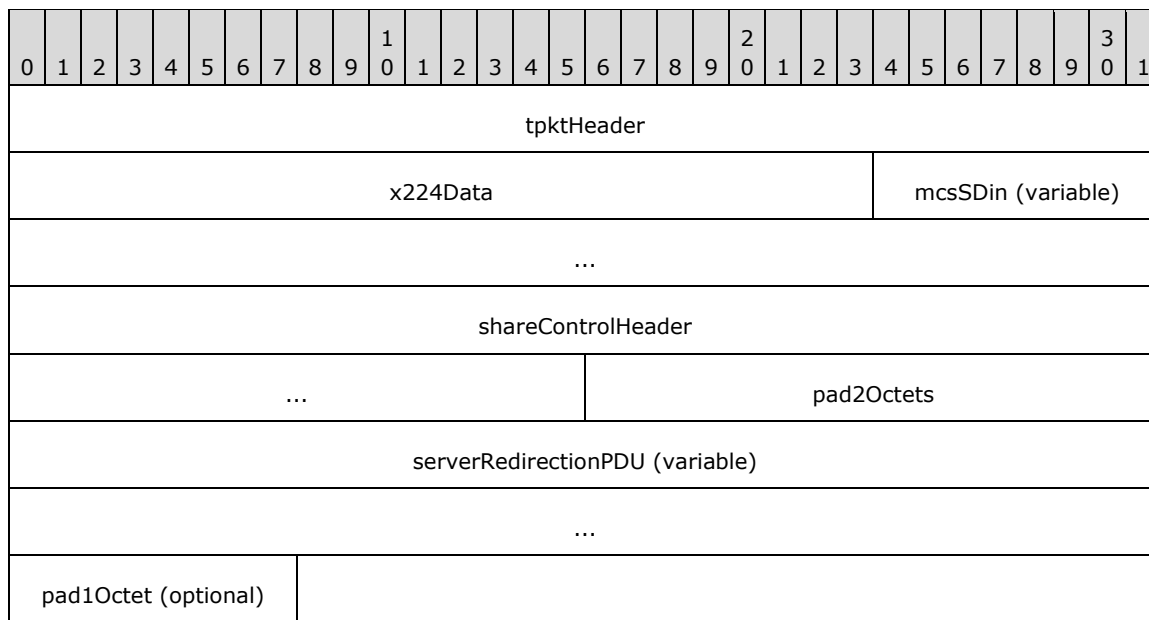 1 2 3
0 1 2 3 4 5 6 7 8 9 0 1 2 3 4 5 6 7 8 9 0 1 2 3 4 5 6 7 8 9 0 1
tpktHeader
x224Data mcsSDin (variable)
...
shareControlHeader
... pad2Octets
serverRedirectionPDU (variable)
...
pad1Octet (optional)